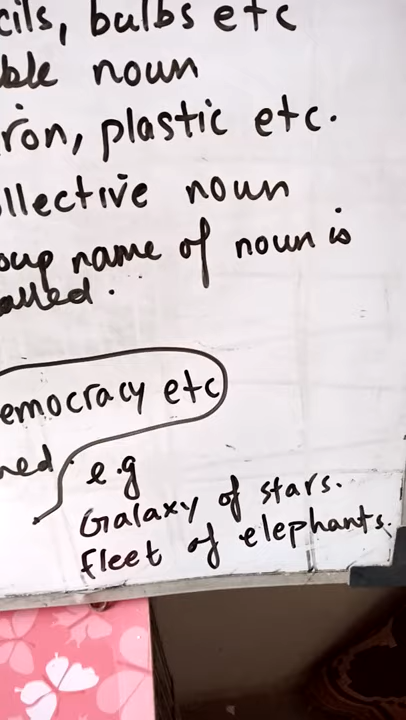 cils, bulbs etc
ble noun
ron, plastic etc.
llective noun
oup name of noun is
alled.
emocracy etc
ned
e.g
Galaxy of stars.
fleet of elephants.